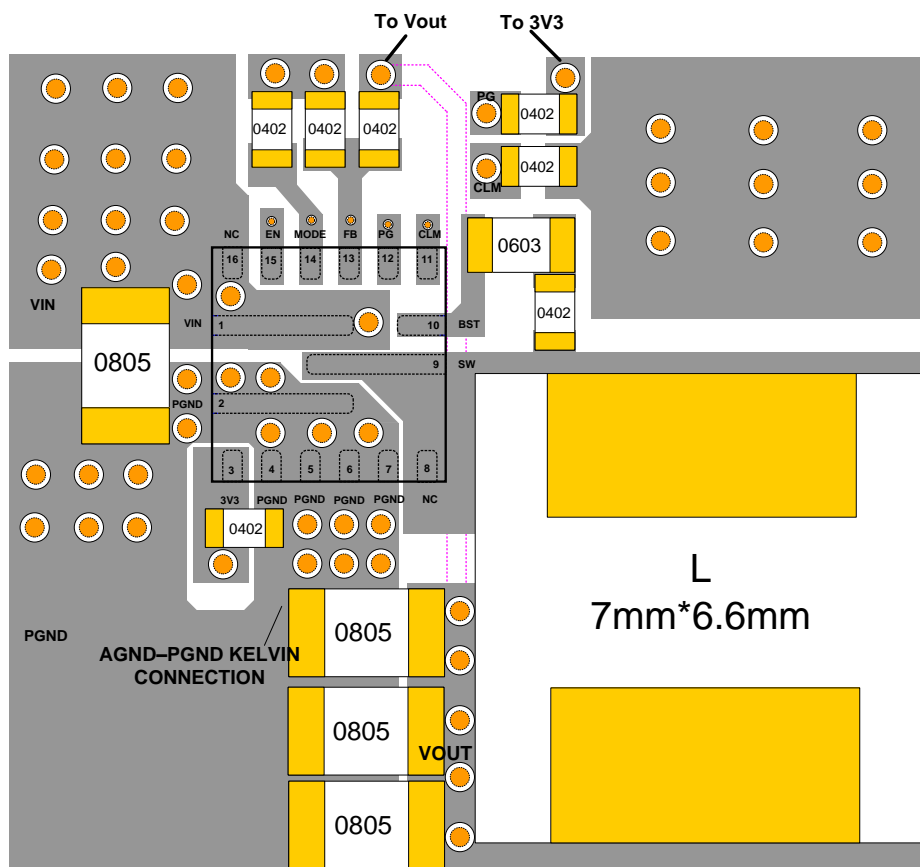 To Vout To 3V3
PG
0402 0402 0402 0402
0402
CLM
NC EN MODE FB PG CLM
16 15 14 13 12 11
0603
VIN
0402
VIN 1 10 BST
0805
9 SW
PGND 2
3 4 5 6 7 8
3V3 PGND PGND PGND PGND NC
0402
L
7mm*6.6mm
0805
PGND
AGND–PGND KELVIN
CONNECTION
0805
VOUT
0805